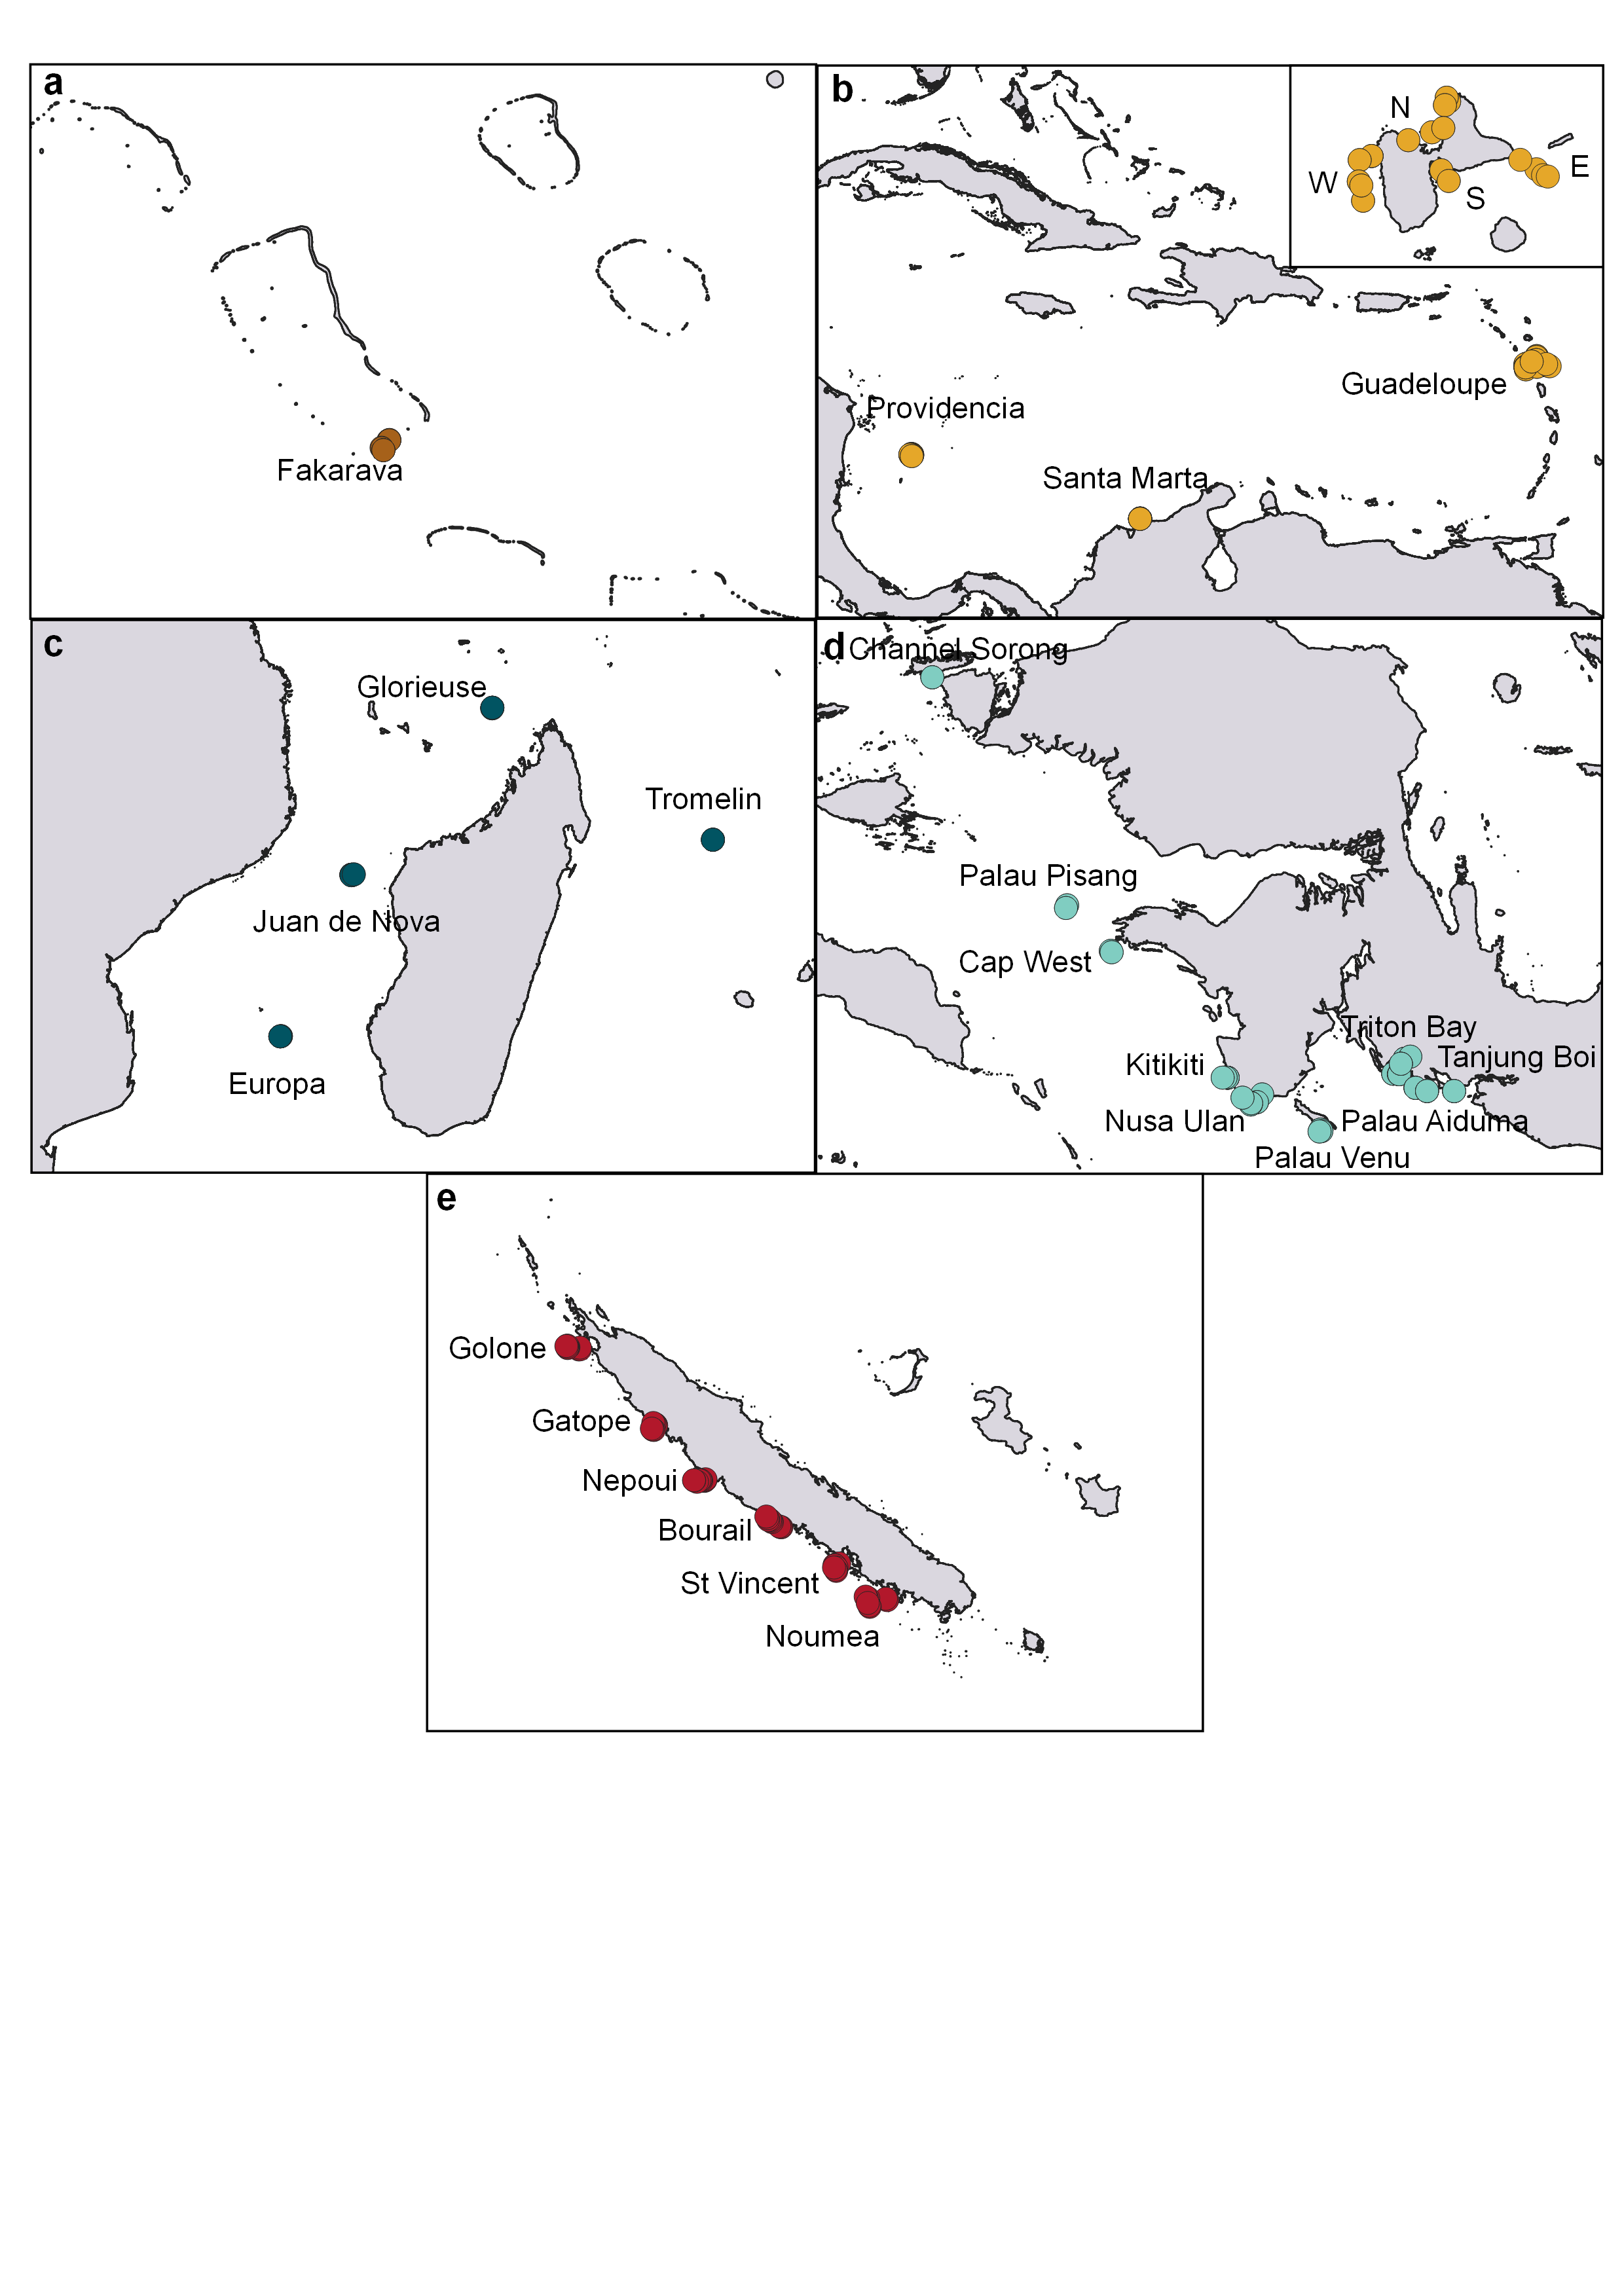 a
Fakarava
b
N
W
E
S
Guadeloupe
Providencia
Santa Marta
c
Glorieuse
Tromelin
Juan de Nova
Europa
d
Channel Sorong
Palau Pisang
Cap West
Triton Bay
Tanjung Boi
Kitikiti
Nusa Ulan
Palau Aiduma
Palau Venu
e
Golone
Gatope
Nepoui
Bourail
St Vincent
Noumea